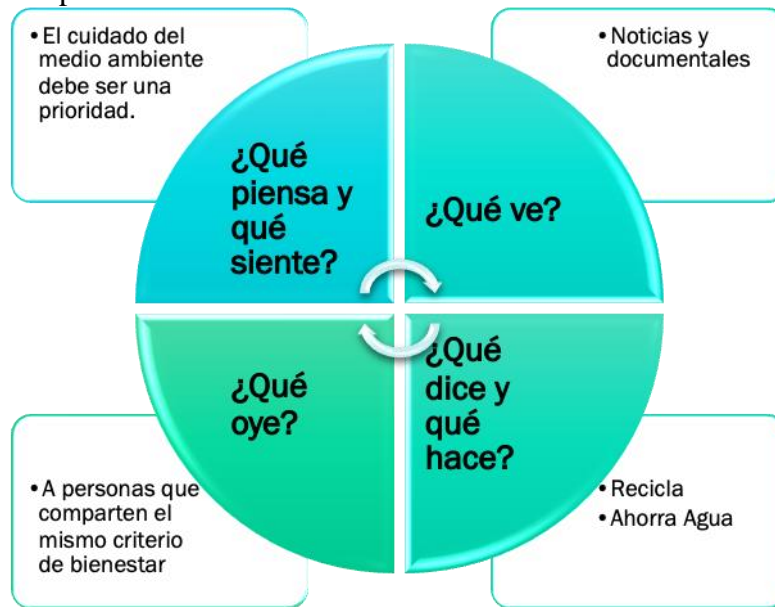 • El cuidado del
medio ambiente
debe ser una
prioridad.
¿Qué
piensa y
qué
siente?
• Noticias y
documentales
¿Qué ve?
¿Qué
oye?
• A personas que
comparten el
mismo criterio
de bienestar
¿Qué
dice y
qué
hace?
• Recicla
• Ahorra Agua